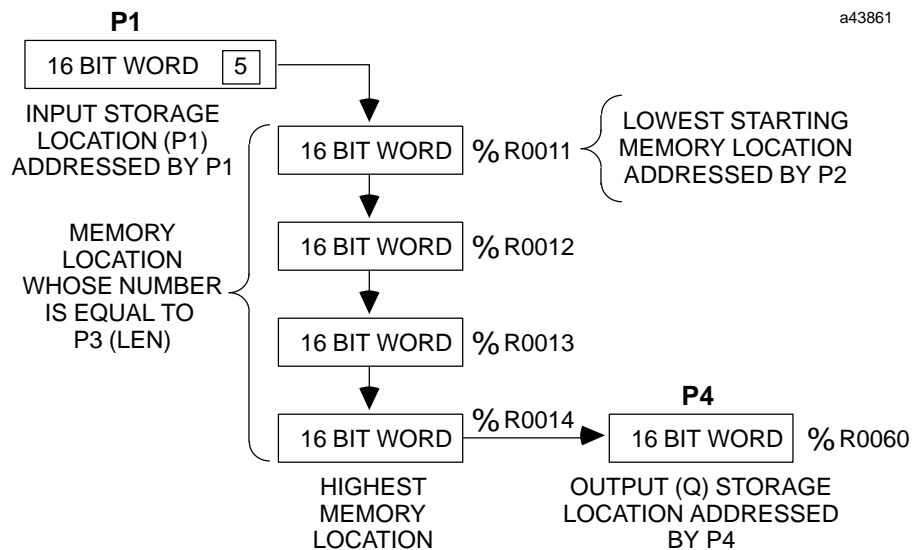 a43861
P1
16 BIT WORD 5
INPUT STORAGE
LOCATION (P1)
ADDRESSED BY P1
16 BIT WORD %R0011
LOWEST STARTING
MEMORY LOCATION
ADDRESSED BY P2
MEMORY
LOCATION
WHOSE NUMBER
IS EQUAL TO
P3 (LEN)
16 BIT WORD %R0012
16 BIT WORD %R0013
16 BIT WORD %R0014
HIGHEST
MEMORY
LOCATION
P4
16 BIT WORD %R0060
OUTPUT (Q) STORAGE
LOCATION ADDRESSED
BY P4